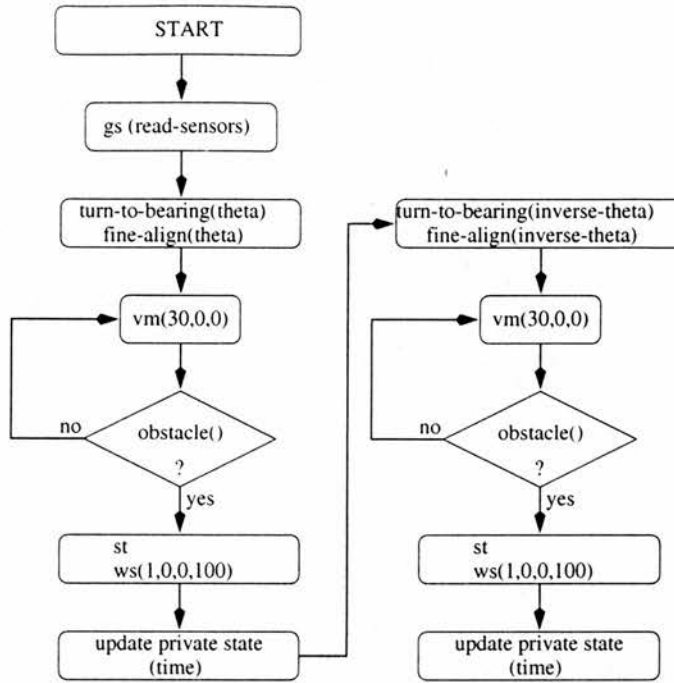 START
gs (read-sensors)
turn-to-bearing(theta)
fine-align(theta)
vm(30,0,0)
no
obstacle()
?
yes
st
ws(1,0,0,100)
update private state
(time)
turn-to-bearing(inverse-theta)
fine-align(inverse-theta)
vm(30,0,0)
no
obstacle()
?
yes
st
ws(1,0,0,100)
update private state
(time)